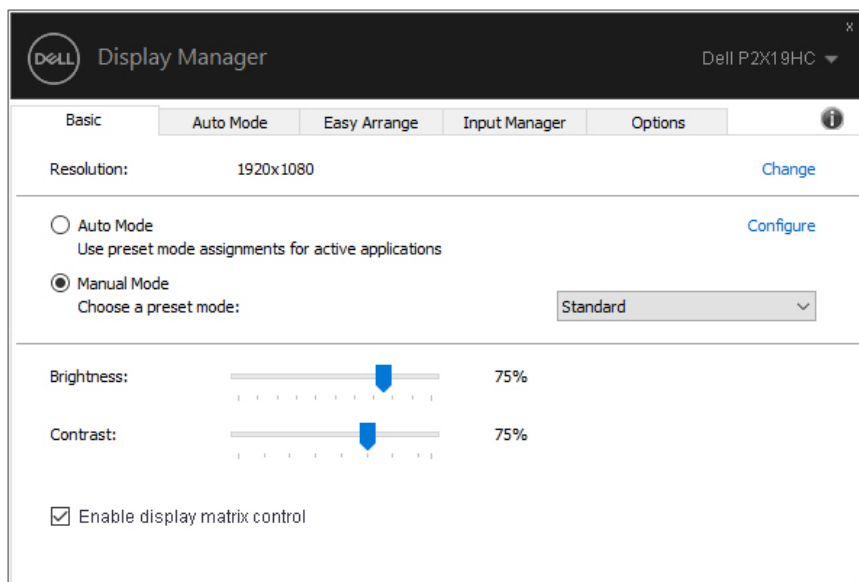 x
DELL Display Manager Dell P2X19HC
Basic Auto Mode Easy Arrange Input Manager Options i
Resolution: 1920x1080 Change
Auto Mode Configure
Use preset mode assignments for active applications
Manual Mode
Choose a preset mode: Standard
Brightness: 75%
Contrast: 75%
Enable display matrix control